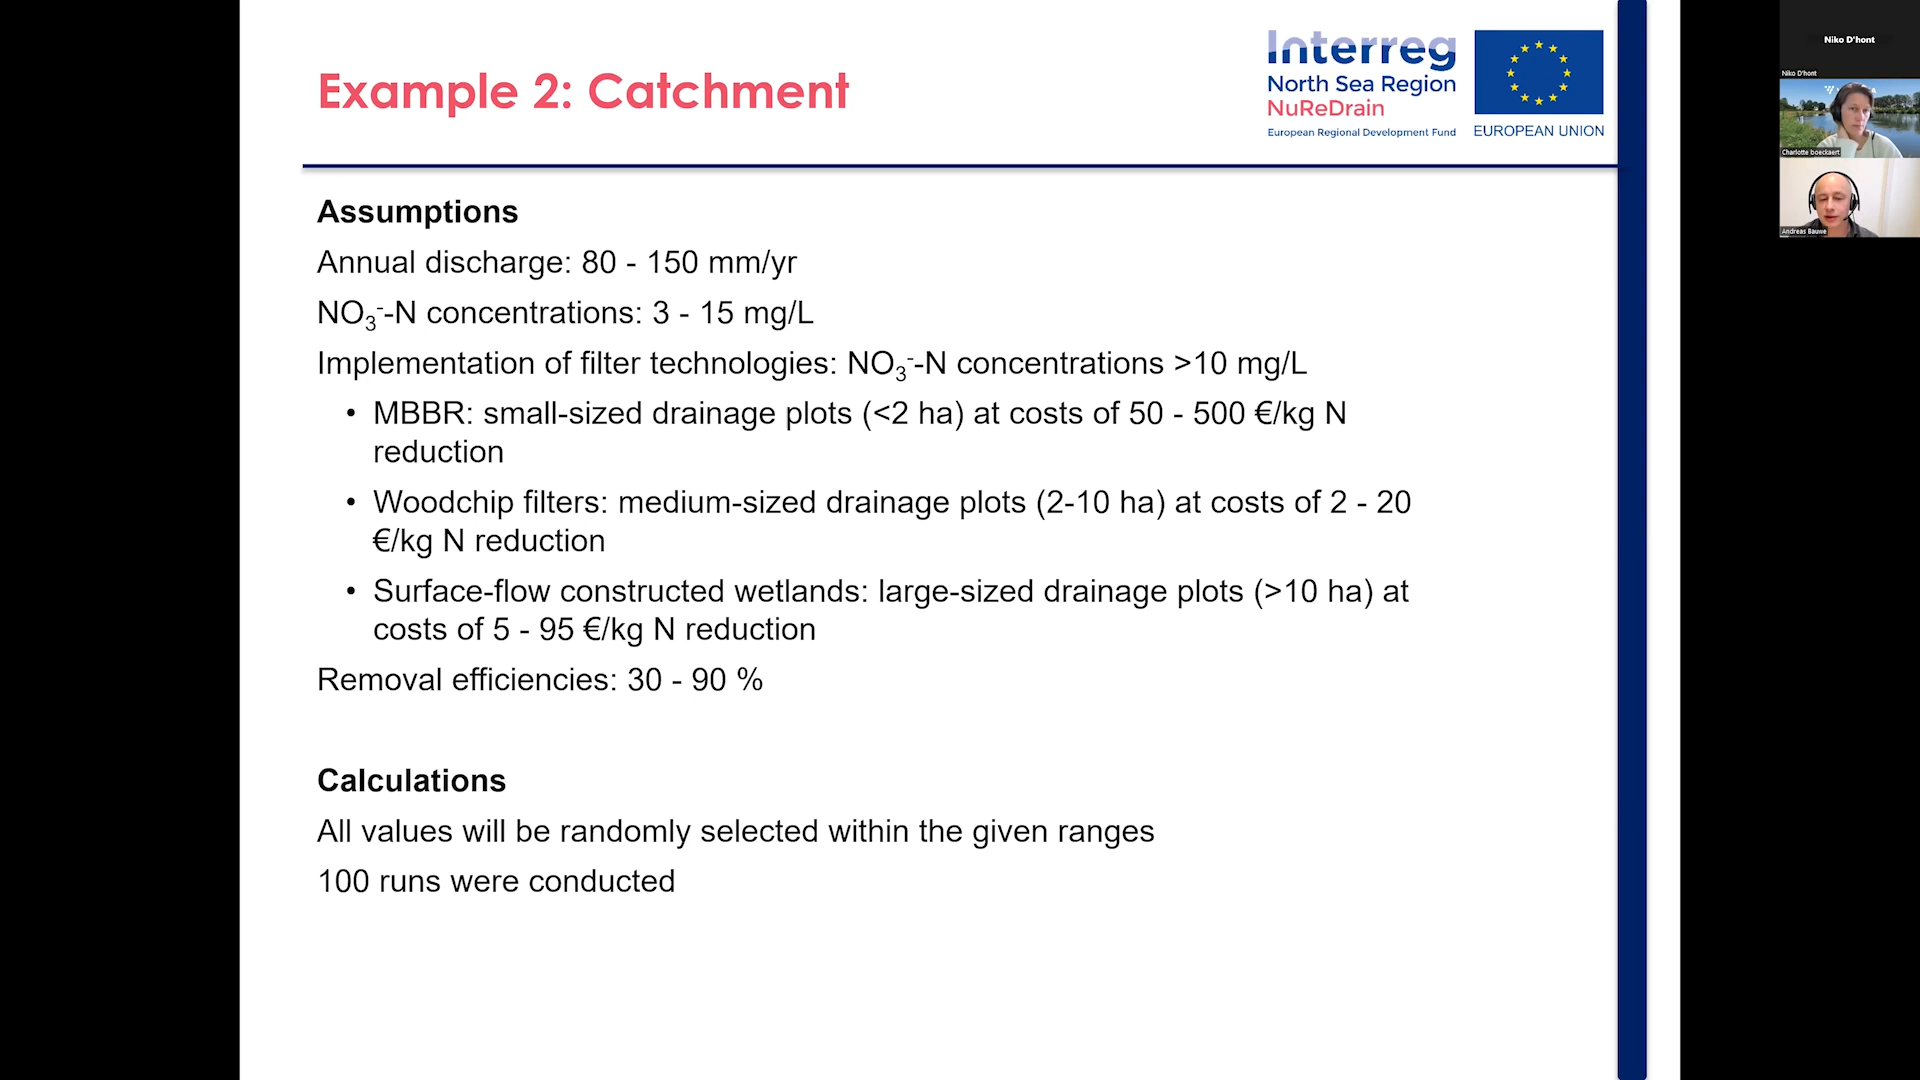 Example 2: Catchment
Interreg
North Sea Region
NuReDrain
European Regional Development Fund
EUROPEAN UNION
Assumptions
Annual discharge: 80 - 150 mm/yr
NO₃⁻-N concentrations: 3 - 15 mg/L
Implementation of filter technologies: NO₃⁻-N concentrations >10 mg/L
• MBBR: small-sized drainage plots (<2 ha) at costs of 50 - 500 €/kg N
reduction
• Woodchip filters: medium-sized drainage plots (2-10 ha) at costs of 2 - 20
€/kg N reduction
• Surface-flow constructed wetlands: large-sized drainage plots (>10 ha) at
costs of 5 - 95 €/kg N reduction
Removal efficiencies: 30 - 90 %
Calculations
All values will be randomly selected within the given ranges
100 runs were conducted
Niko D'hont
Niko D'hont
Charlotte boeckaert
Andreas Bauwe